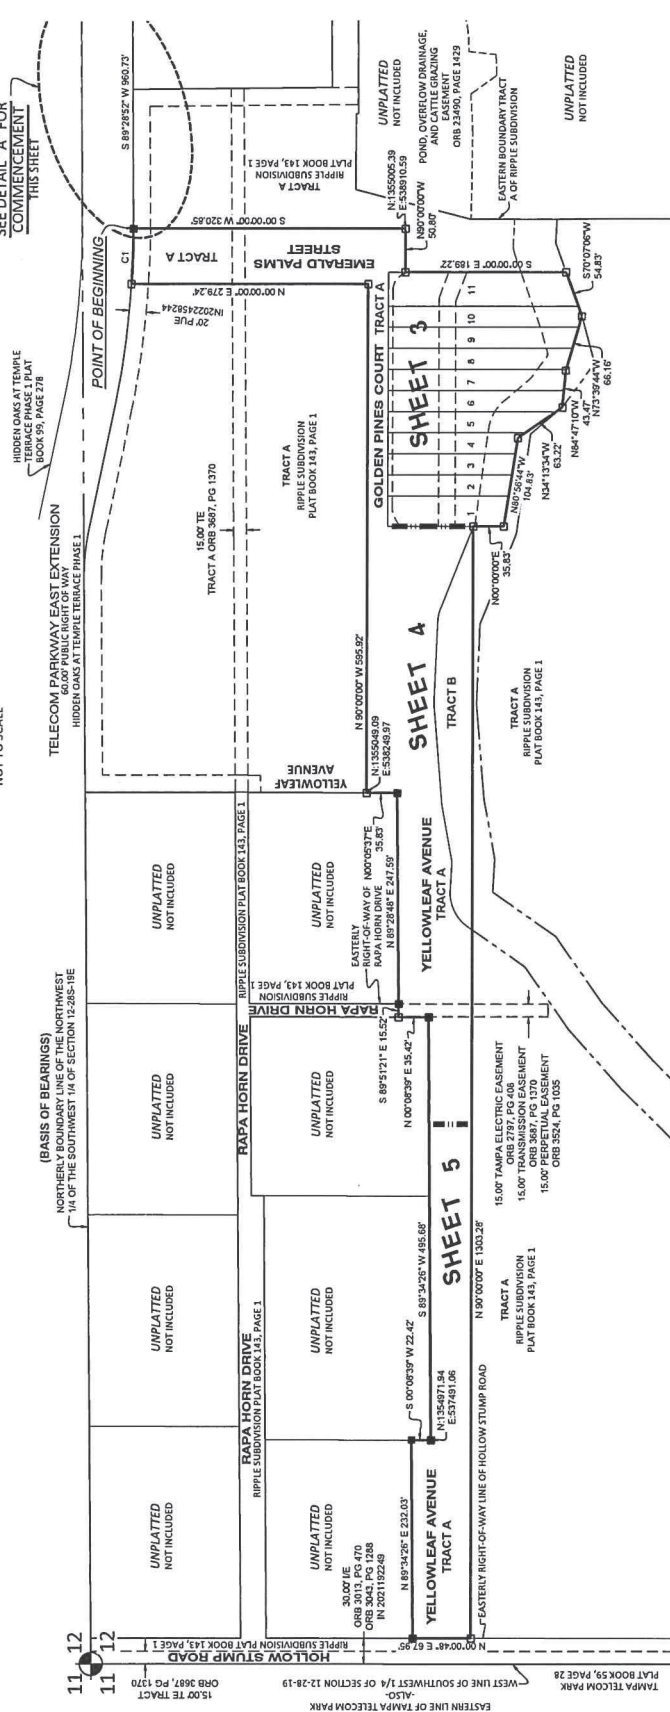 SEE DETAIL "A" FOR
COMMENCEMENT
THIS SHEET
S 89°28'52" W 960.73'
NOT TO SCALE
HIDDEN OAKS AT TEMPLE
TERRACE PHASE 1 PLAT
BOOK 99, PAGE 278
TELECOM PARKWAY EAST EXTENSION
60.00' PUBLIC RIGHT OF WAY
HIDDEN OAKS AT TEMPLE TERRACE PHASE 1
POINT OF BEGINNING
C1
20' PUE
IN2022458244
N 00°00'00" E 279.24'
TRACT A
EMERALD PALMS
STREET
S 00°00'00" W 320.85'
TRACT A
RIPPLE SUBDIVISION
PLAT BOOK 143, PAGE 1
UNPLATTED
NOT INCLUDED
POND, OVERFLOW DRAINAGE,
AND CATTLE GRAZING
EASEMENT
ORB 23490, PAGE 1429
UNPLATTED
NOT INCLUDED
EASTERN BOUNDARY TRACT
A OF RIPPLE SUBDIVISION
N:1355005.39
E:538910.59
N90°00'00"W
50.80'
S 00°00'00" E 189.22'
S70°07'06"W
54.83'
N73°39'44"W
66.16'
N84°47'10"W
43.47'
N34°13'34"W
63.22'
N80°56'44"W
104.83'
N00°00'00"E
35.83'
GOLDEN PINES COURT TRACT A
SHEET 3
1
2
3
4
5
6
7
8
9
10
11
15.00' TE
TRACT A ORB 3687, PG 1370
TRACT A
RIPPLE SUBDIVISION
PLAT BOOK 143, PAGE 1
N 90°00'00" W 595.92'
N:1355049.09
E:538249.97
YELLOWLEAF
AVENUE
SHEET 4
TRACT B
TRACT A
RIPPLE SUBDIVISION
PLAT BOOK 143, PAGE 1
(BASIS OF BEARINGS)
NORTHERLY BOUNDARY LINE OF THE NORTHWEST
1/4 OF THE SOUTHWEST 1/4 OF SECTION 12-28S-19E
UNPLATTED
NOT INCLUDED
UNPLATTED
NOT INCLUDED
UNPLATTED
NOT INCLUDED
UNPLATTED
NOT INCLUDED
RIPPLE SUBDIVISION PLAT BOOK 143, PAGE 1
RAPA HORN DRIVE
RAPA HORN DRIVE
RIPPLE SUBDIVISION PLAT BOOK 143, PAGE 1
UNPLATTED
NOT INCLUDED
UNPLATTED
NOT INCLUDED
UNPLATTED
NOT INCLUDED
UNPLATTED
NOT INCLUDED
EASTERLY
RIGHT-OF-WAY OF
RAPA HORN DRIVE
N00°05'37"E
35.83'
N 89°28'48" E 247.59'
RAPA HORN DRIVE
RIPPLE SUBDIVISION
PLAT BOOK 143, PAGE 1
S 89°51'21" E 15.52'
N 00°08'39" E 35.42'
YELLOWLEAF AVENUE
TRACT A
15.00' TAMPA ELECTRIC EASEMENT
ORB 2797, PG 406
15.00' TRANSMISSION EASEMENT
ORB 3687, PG 1370
15.00' PERPETUAL EASEMENT
ORB 3524, PG 1035
SHEET 5
S 89°34'26" W 495.68'
S 00°08'39" W 22.42'
N:1354971.94
E:537491.06
N 90°00'00" E 1303.28'
TRACT A
RIPPLE SUBDIVISION
PLAT BOOK 143, PAGE 1
30.00' I/E
ORB 3013, PG 470
ORB 3043, PG 1288
IN 2021192249
N 89°34'26" E 232.03'
YELLOWLEAF AVENUE
TRACT A
EASTERLY RIGHT-OF-WAY LINE OF HOLLOW STUMP ROAD
N 00°00'48" E 67.95'
RIPPLE SUBDIVISION PLAT BOOK 143, PAGE 1
HOLLOW STUMP ROAD
11
12
11
12
15.00' TE TRACT
ORB 3687, PG 1370
WEST LINE OF SOUTHWEST 1/4 OF SECTION 12-28-19
-ALSO-
EASTERN LINE OF TAMPA TELECOM PARK
TAMPA TELCOM PARK
PLAT BOOK 59, PAGE 28